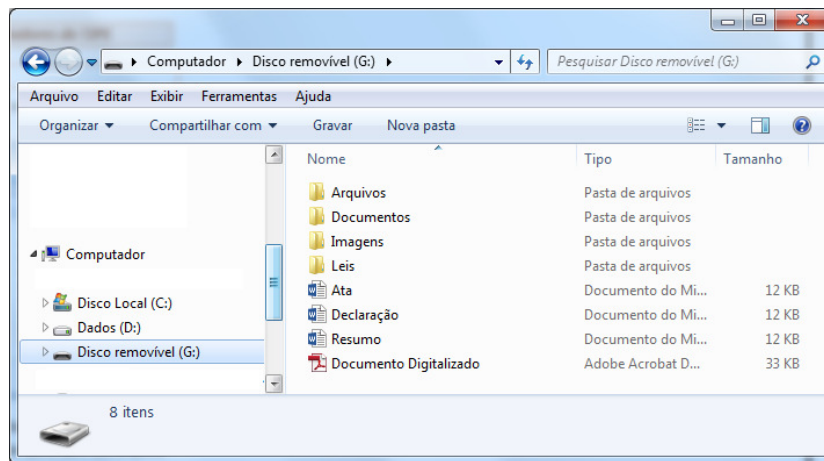 Computador Disco removível (G:) Pesquisar Disco removível (G:)
Arquivo Editar Exibir Ferramentas Ajuda
Organizar Compartilhar com Gravar Nova pasta
Nome Tipo Tamanho
Arquivos Pasta de arquivos
Documentos Pasta de arquivos
Imagens Pasta de arquivos
Leis Pasta de arquivos
Ata Documento do Mi... 12 KB
Declaração Documento do Mi... 12 KB
Resumo Documento do Mi... 12 KB
Documento Digitalizado Adobe Acrobat D... 33 KB
Computador
Disco Local (C:)
Dados (D:)
Disco removível (G:)
8 itens